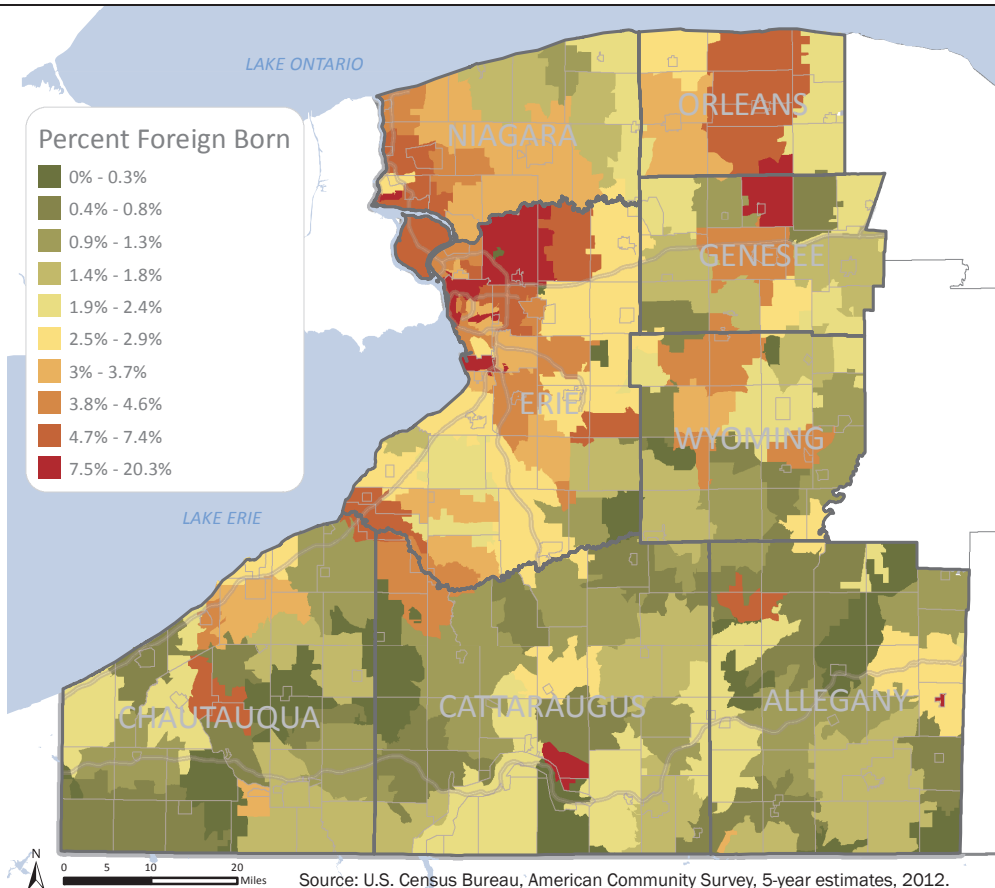 LAKE ONTARIO
Percent Foreign Born
0% - 0.3%
0.4% - 0.8%
0.9% - 1.3%
1.4% - 1.8%
1.9% - 2.4%
2.5% - 2.9%
3% - 3.7%
3.8% - 4.6%
4.7% - 7.4%
7.5% - 20.3%
NIAGARA
ORLEANS
GENESEE
ERIE
WYOMING
LAKE ERIE
CHAUTAUQUA
CATTARAUGUS
ALLEGANY
N
0 5 10 20
Miles
Source: U.S. Census Bureau, American Community Survey, 5-year estimates, 2012.